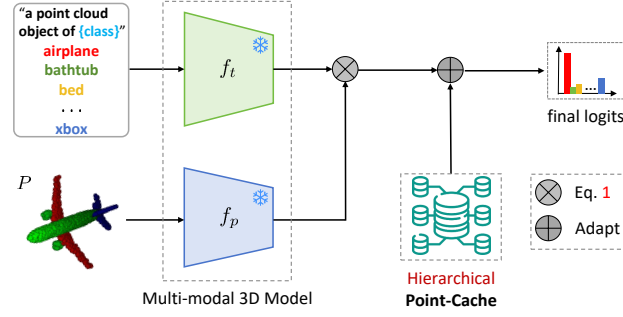 “a point cloud
object of {class}”
airplane
bathtub
bed
...
xbox
P
f_t
f_p
Multi-modal 3D Model
Hierarchical
Point-Cache
...
final logits
Eq. 1
Adapt